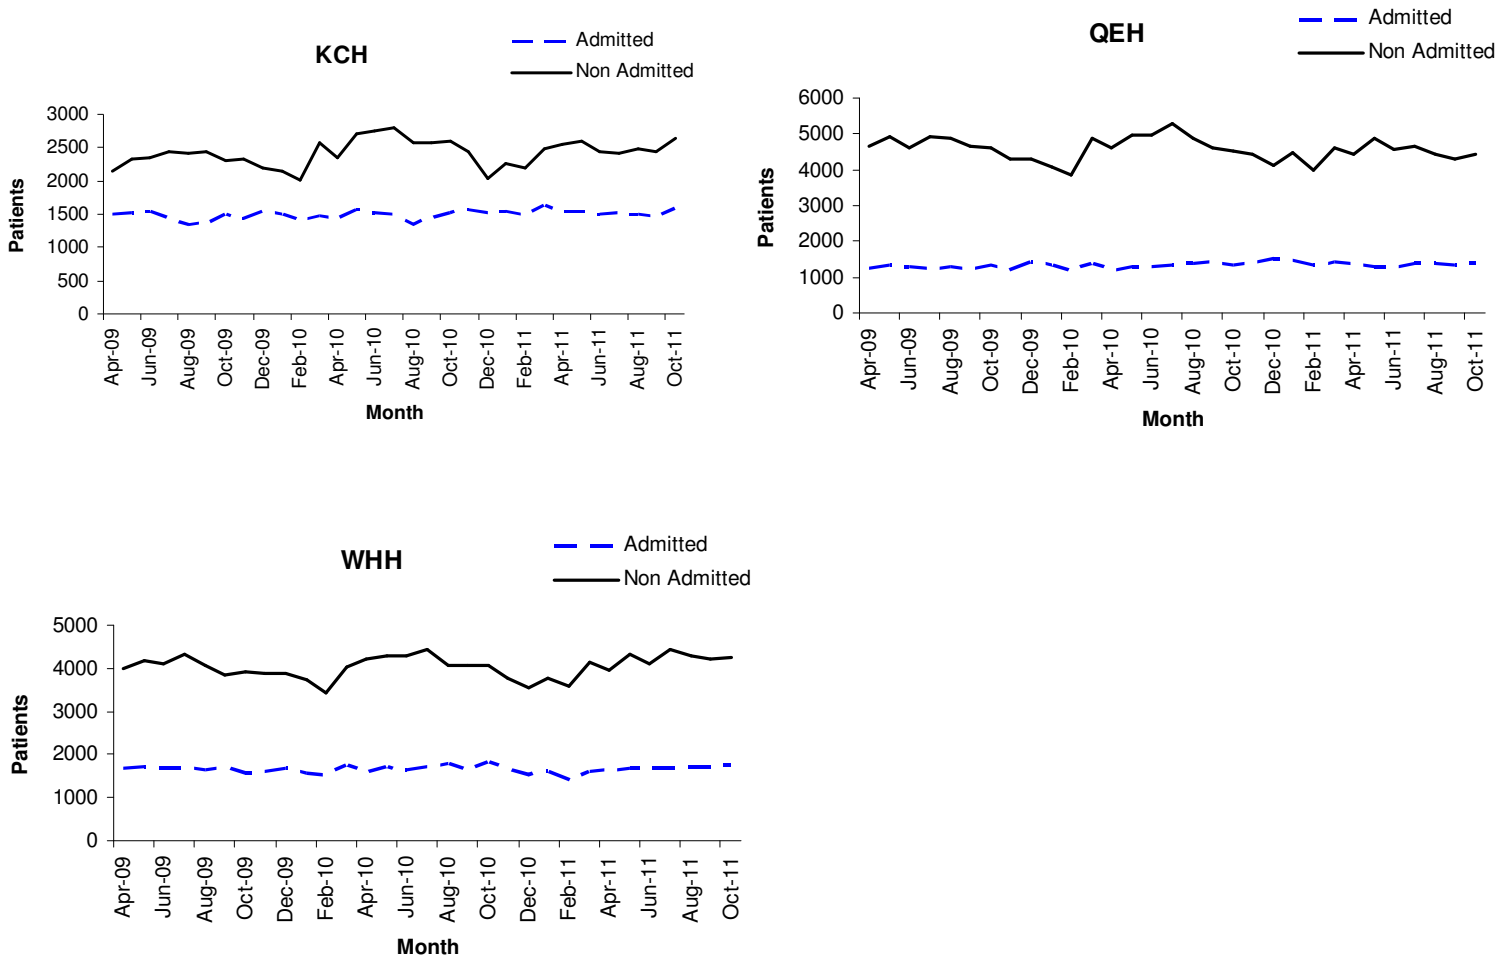 KCH
Admitted
Non Admitted
3000
2500
2000
1500
1000
500
0
Patients
Apr-09
Jun-09
Aug-09
Oct-09
Dec-09
Feb-10
Apr-10
Jun-10
Aug-10
Oct-10
Dec-10
Feb-11
Apr-11
Jun-11
Aug-11
Oct-11
Month
QEH
Admitted
Non Admitted
6000
5000
4000
3000
2000
1000
0
Patients
Apr-09
Jun-09
Aug-09
Oct-09
Dec-09
Feb-10
Apr-10
Jun-10
Aug-10
Oct-10
Dec-10
Feb-11
Apr-11
Jun-11
Aug-11
Oct-11
Month
WHH
Admitted
Non Admitted
5000
4000
3000
2000
1000
0
Patients
Apr-09
Jun-09
Aug-09
Oct-09
Dec-09
Feb-10
Apr-10
Jun-10
Aug-10
Oct-10
Dec-10
Feb-11
Apr-11
Jun-11
Aug-11
Oct-11
Month